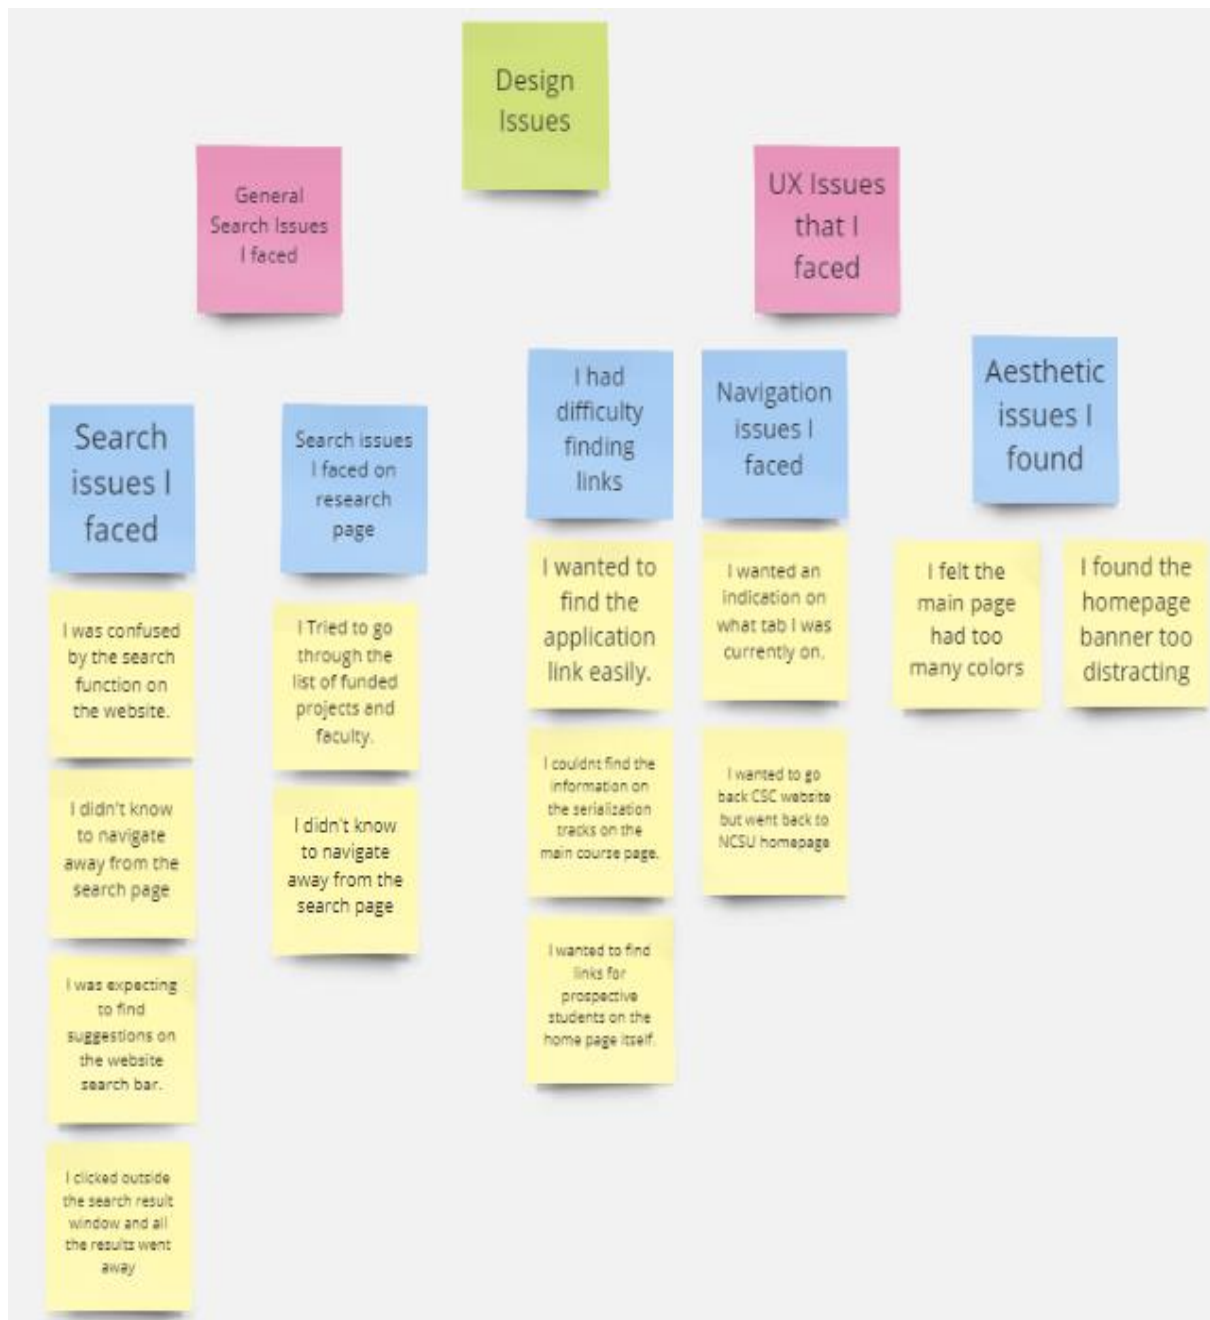 Design
Issues
General
Search Issues
I faced
UX Issues
that I
faced
Search
issues I
faced
I was confused
by the search
function on
the website.
I didn't know
to navigate
away from the
search page
I was expecting
to find
suggestions on
the website
search bar.
I clicked outside
the search result
window and all
the results went
away
Search issues
I faced on
research
page
I Tried to go
through the
list of funded
projects and
faculty.
I didn't know
to navigate
away from the
search page
I had
difficulty
finding
links
I wanted to
find the
application
link easily.
I couldnt find the
information on
the serialization
tracks on the
main course page.
I wanted to find
links for
prospective
students on the
home page itself.
Navigation
issues I
faced
I wanted an
indication on
what tab I was
currently on.
I wanted to go
back CSC website
but went back to
NCSU homepage
Aesthetic
issues I
found
I felt the
main page
had too
many colors
I found the
homepage
banner too
distracting